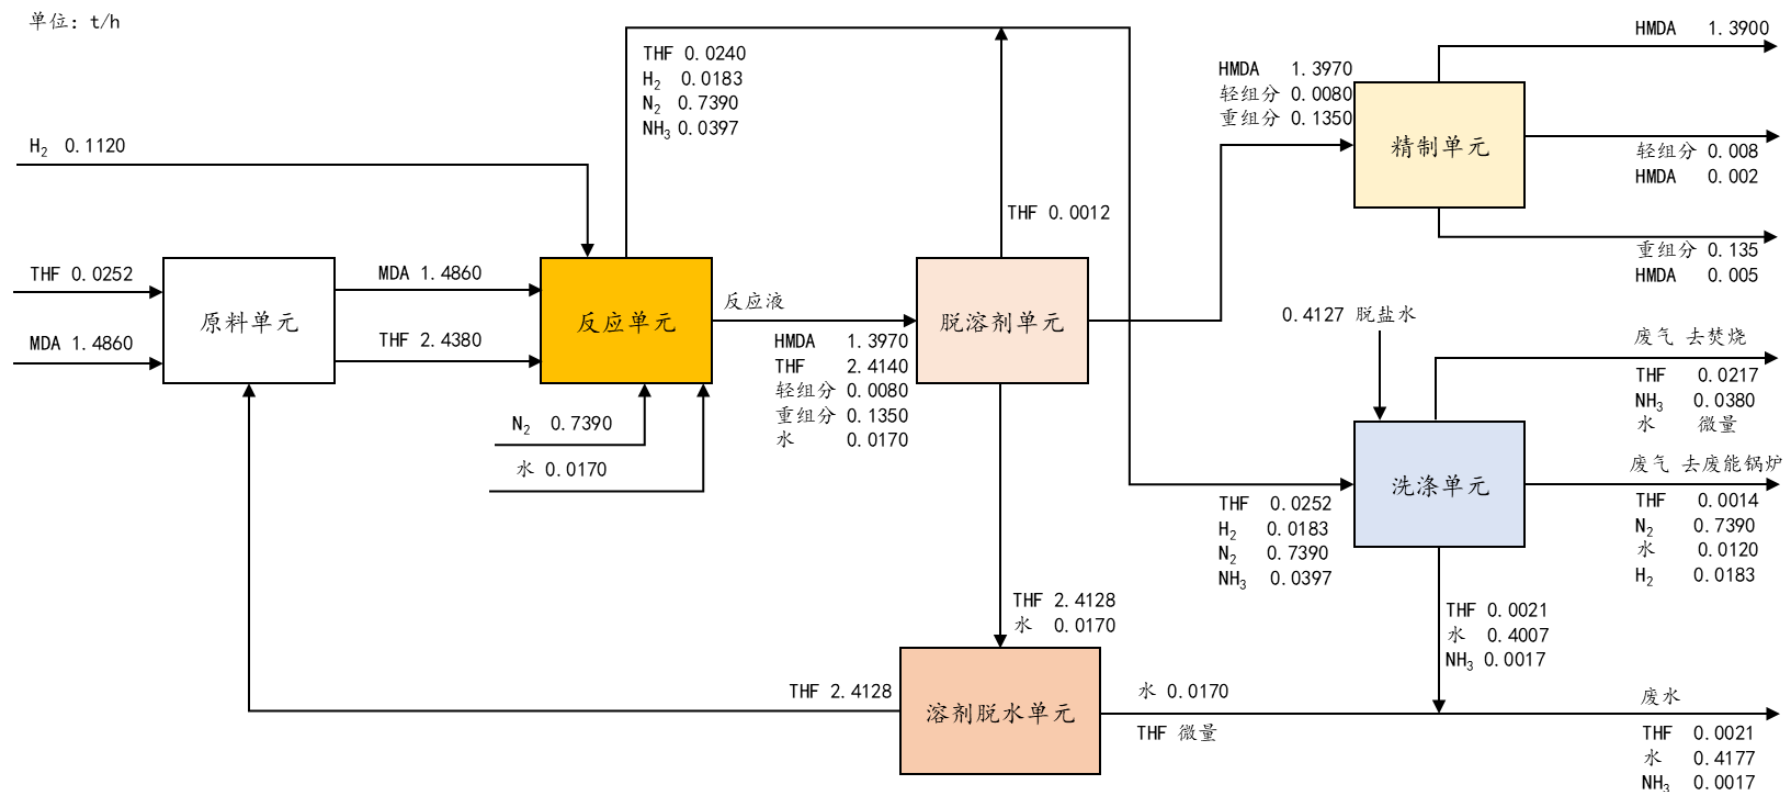 单位: t/h
THF 0.0240
H₂ 0.0183
N₂ 0.7390
NH₃ 0.0397
H₂ 0.1120
THF 0.0252
MDA 1.4860
原料单元
MDA 1.4860
THF 2.4380
反应单元
N₂ 0.7390
水 0.0170
反应液
HMDA 1.3970
THF 2.4140
轻组分 0.0080
重组分 0.1350
水 0.0170
THF 0.0012
脱溶剂单元
THF 2.4128
水 0.0170
溶剂脱水单元
THF 2.4128
水 0.0170
THF 微量
HMDA 1.3970
轻组分 0.0080
重组分 0.1350
精制单元
HMDA 1.3900
轻组分 0.008
HMDA 0.002
重组分 0.135
HMDA 0.005
0.4127 脱盐水
THF 0.0252
H₂ 0.0183
N₂ 0.7390
NH₃ 0.0397
洗涤单元
废气 去焚烧
THF 0.0217
NH₃ 0.0380
水 微量
废气 去废能锅炉
THF 0.0014
N₂ 0.7390
水 0.0120
H₂ 0.0183
THF 0.0021
水 0.4007
NH₃ 0.0017
废水
THF 0.0021
水 0.4177
NH₃ 0.0017